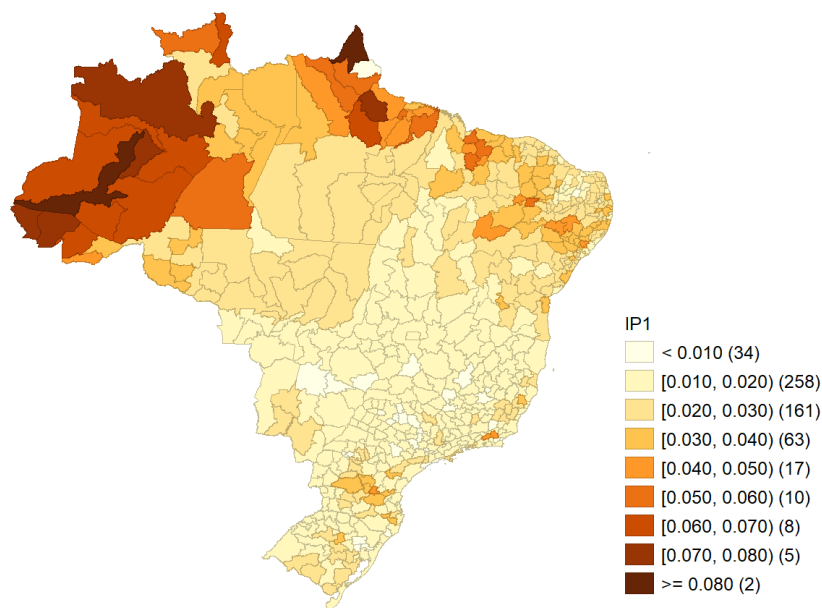 IP1
< 0.010 (34)
[0.010, 0.020) (258)
[0.020, 0.030) (161)
[0.030, 0.040) (63)
[0.040, 0.050) (17)
[0.050, 0.060) (10)
[0.060, 0.070) (8)
[0.070, 0.080) (5)
>= 0.080 (2)